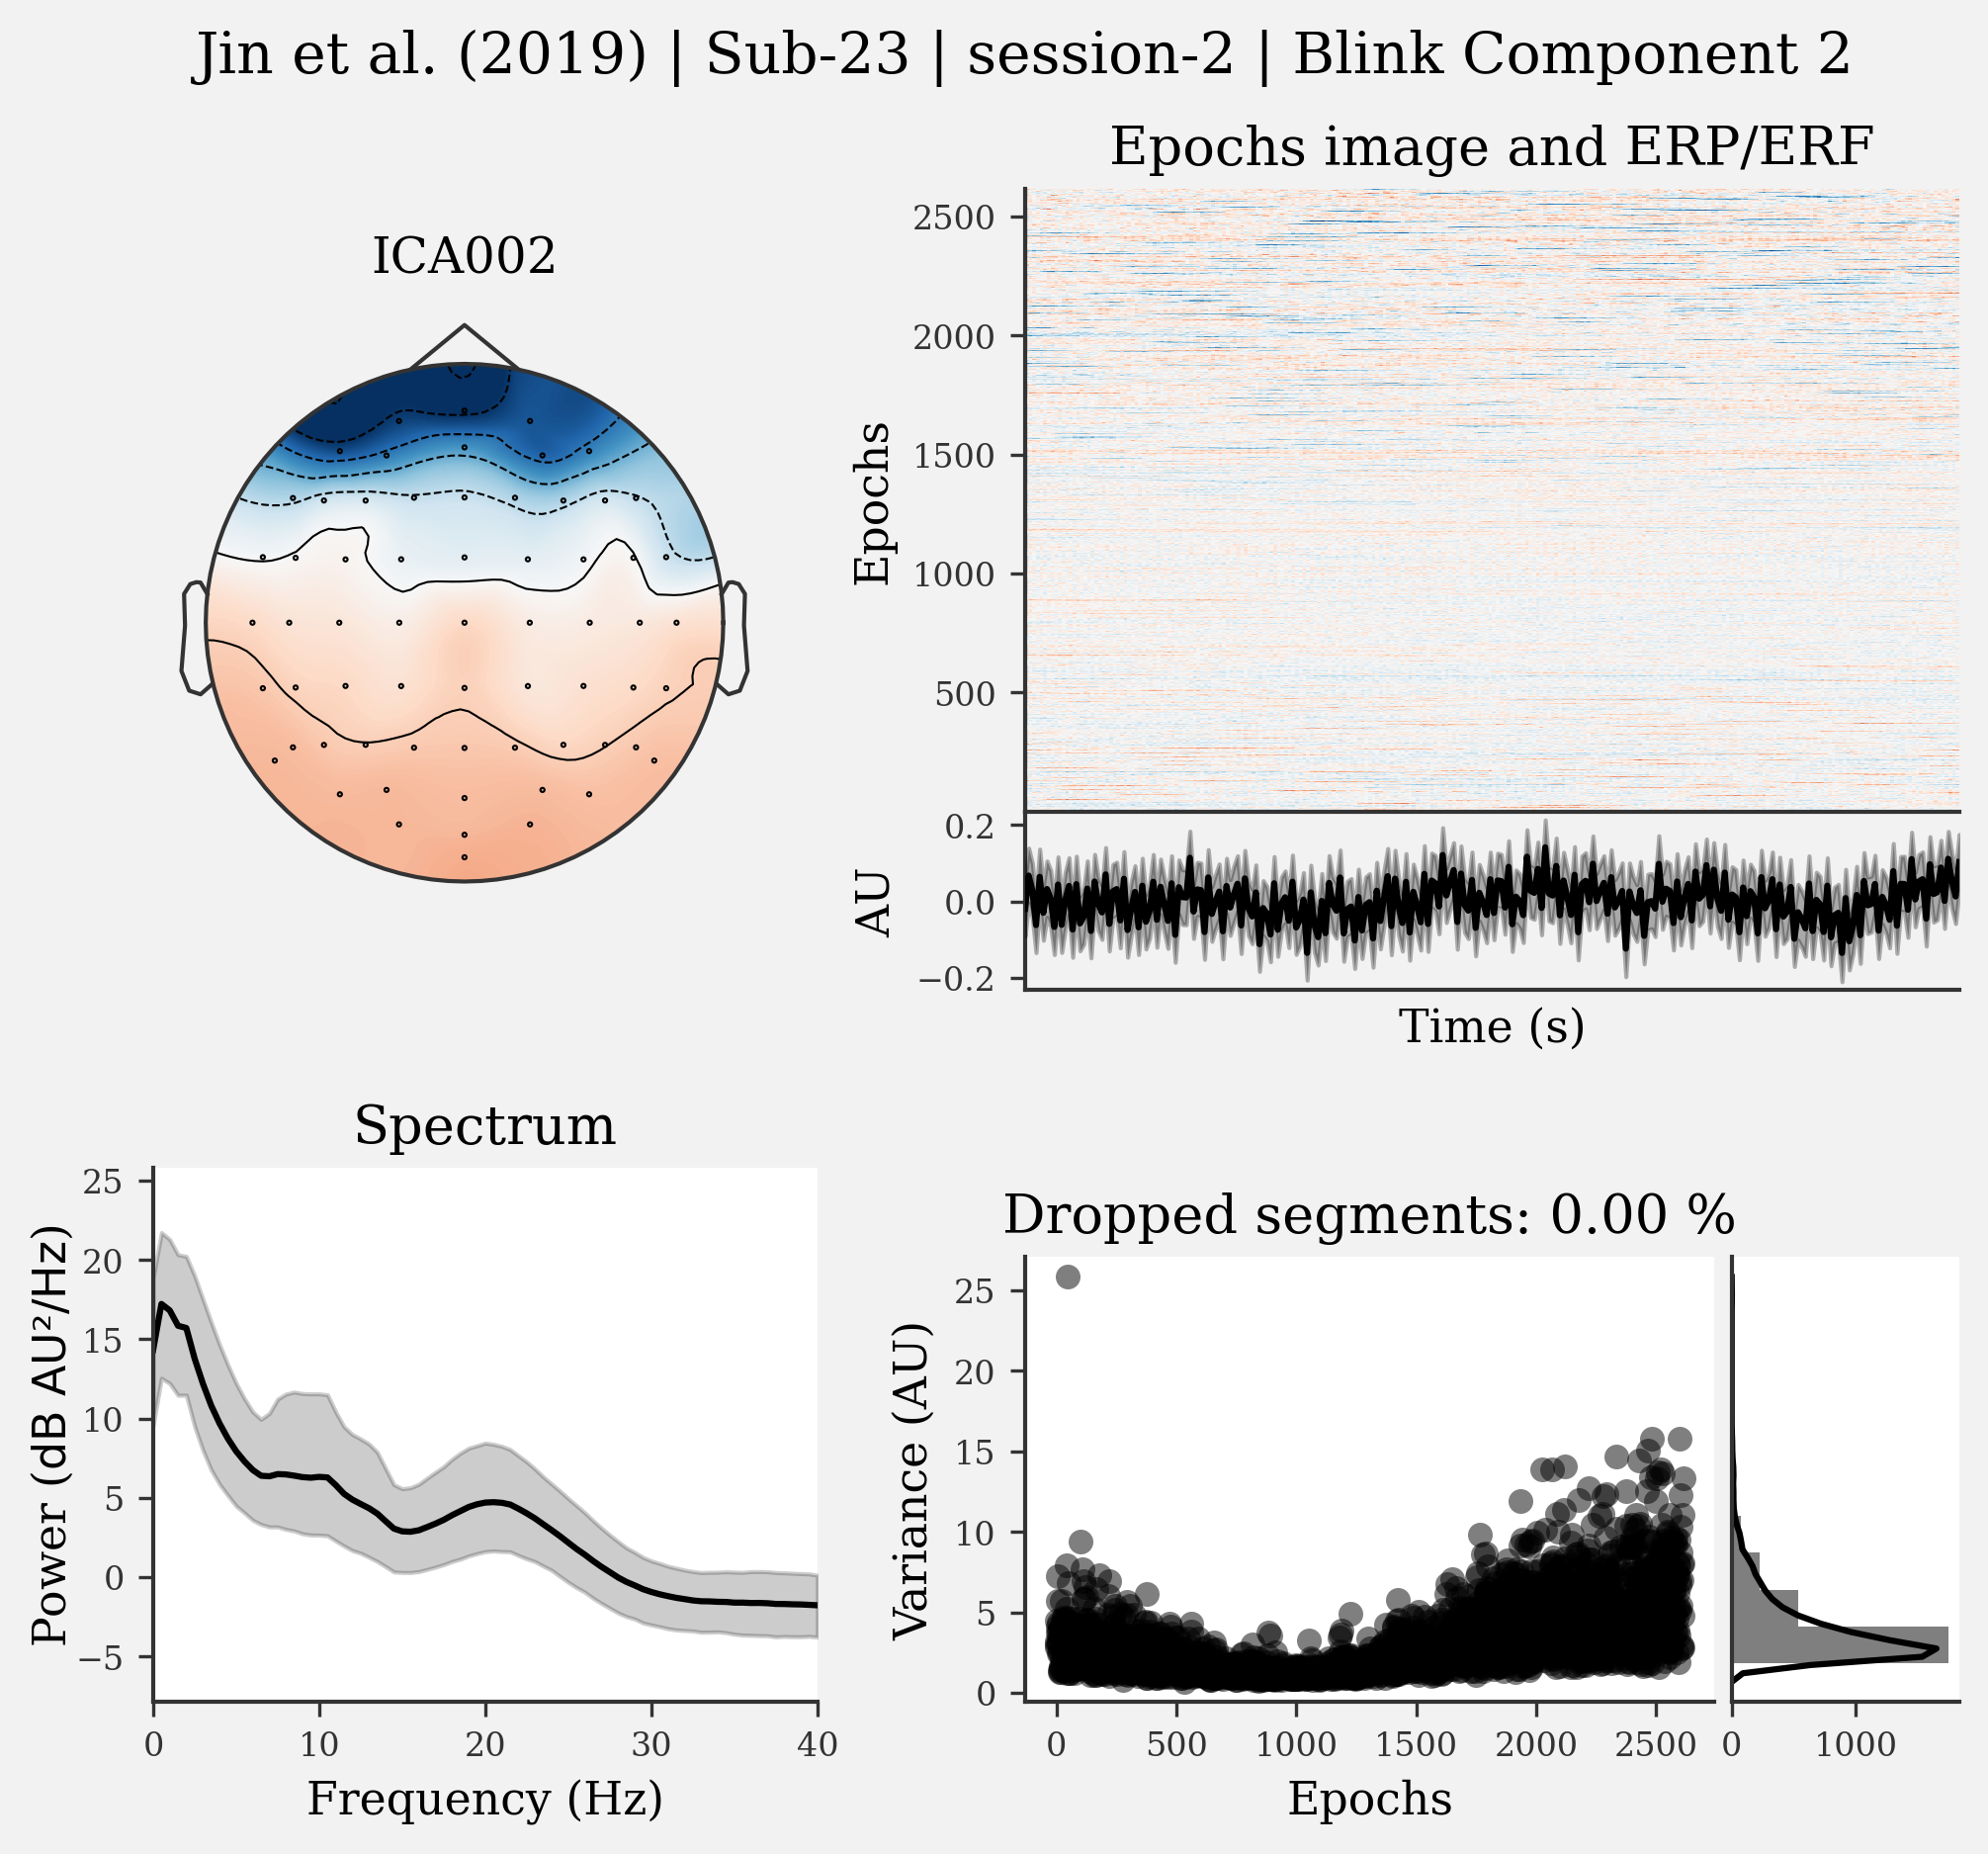 Jin et al. (2019) | Sub-23 | session-2 | Blink Component 2
ICA002
Epochs image and ERP/ERF
2500
2000
1500
1000
500
Epochs
0.2
0.0
−0.2
AU
Time (s)
Spectrum
25
20
15
10
5
0
−5
Power (dB AU²/Hz)
0 10 20 30 40
Frequency (Hz)
Dropped segments: 0.00 %
25
20
15
10
5
0
Variance (AU)
0 500 1000 1500 2000 2500
Epochs
0 1000